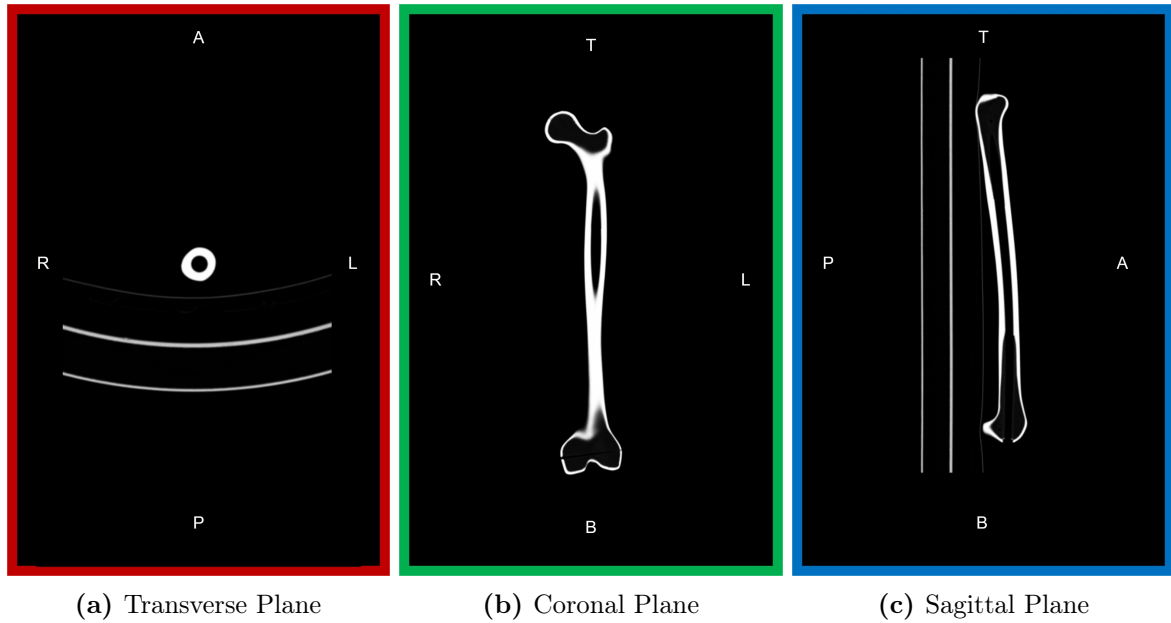 A
R
L
P
(a) Transverse Plane
T
R
L
B
(b) Coronal Plane
T
P
A
B
(c) Sagittal Plane